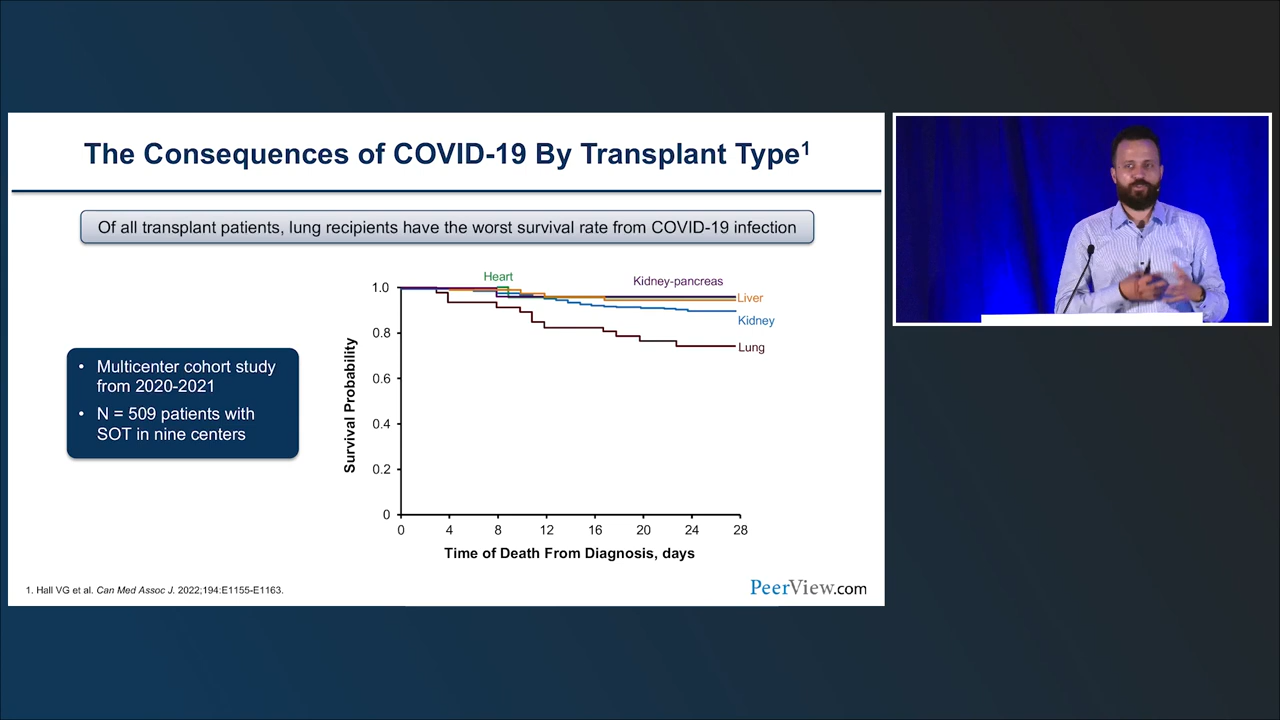 The Consequences of COVID-19 By Transplant Type1
Of all transplant patients, lung recipients have the worst survival rate from COVID-19 infection
• Multicenter cohort study
from 2020-2021
• N = 509 patients with
SOT in nine centers
Survival Probability
1.0
0.8
0.6
0.4
0.2
0
Heart
Kidney-pancreas
Liver
Kidney
Lung
0 4 8 12 16 20 24 28
Time of Death From Diagnosis, days
1. Hall VG et al. Can Med Assoc J. 2022;194:E1155-E1163.
PeerView.com